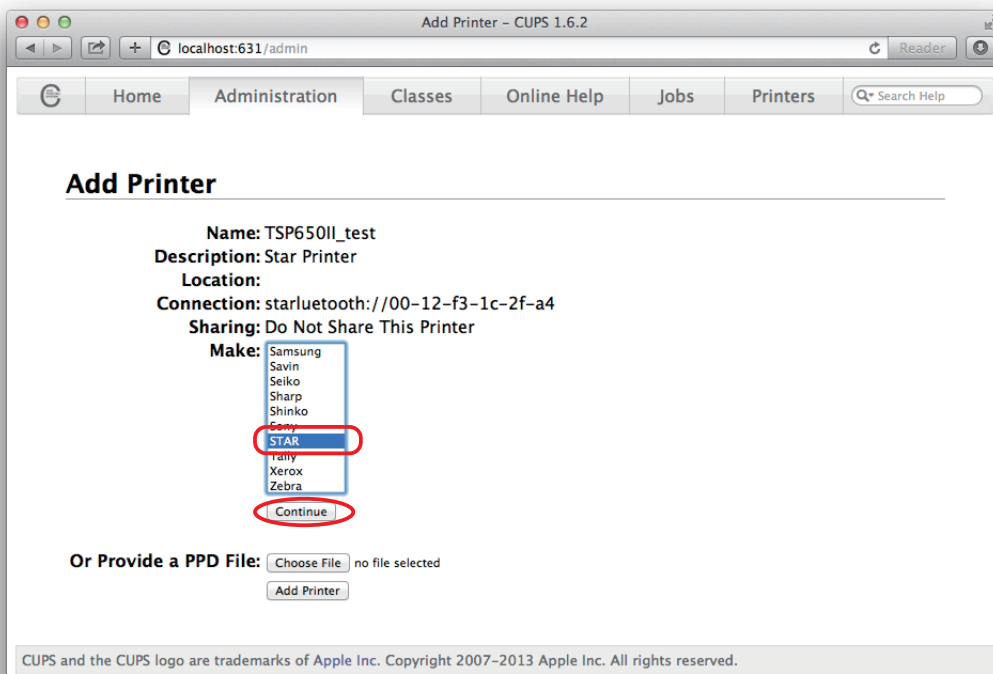 Add Printer – CUPS 1.6.2
localhost:631/admin
Reader
Home
Administration
Classes
Online Help
Jobs
Printers
Search Help
Add Printer
Name: TSP650II_test
Description: Star Printer
Location:
Connection: starluetooth://00-12-f3-1c-2f-a4
Sharing: Do Not Share This Printer
Make:
Samsung
Savin
Seiko
Sharp
Shinko
Sony
STAR
Tally
Xerox
Zebra
Continue
Or Provide a PPD File: Choose File no file selected
Add Printer
CUPS and the CUPS logo are trademarks of Apple Inc. Copyright 2007-2013 Apple Inc. All rights reserved.